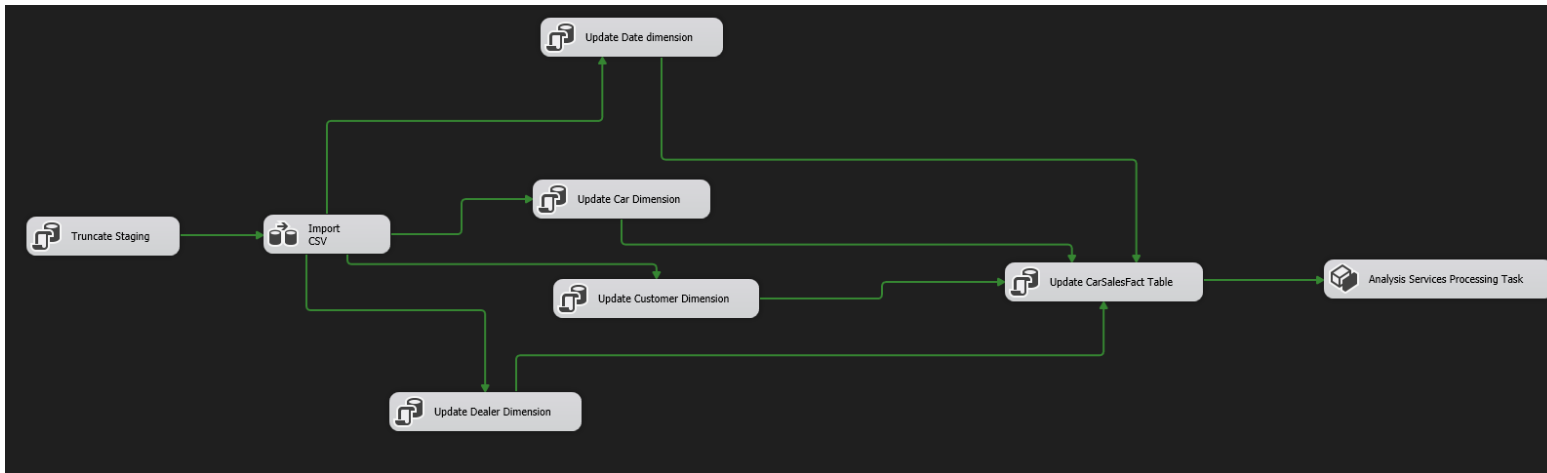 Update Date dimension
Update Car Dimension
Truncate Staging
Import
CSV
Update Customer Dimension
Update CarSalesFact Table
Analysis Services Processing Task
Update Dealer Dimension